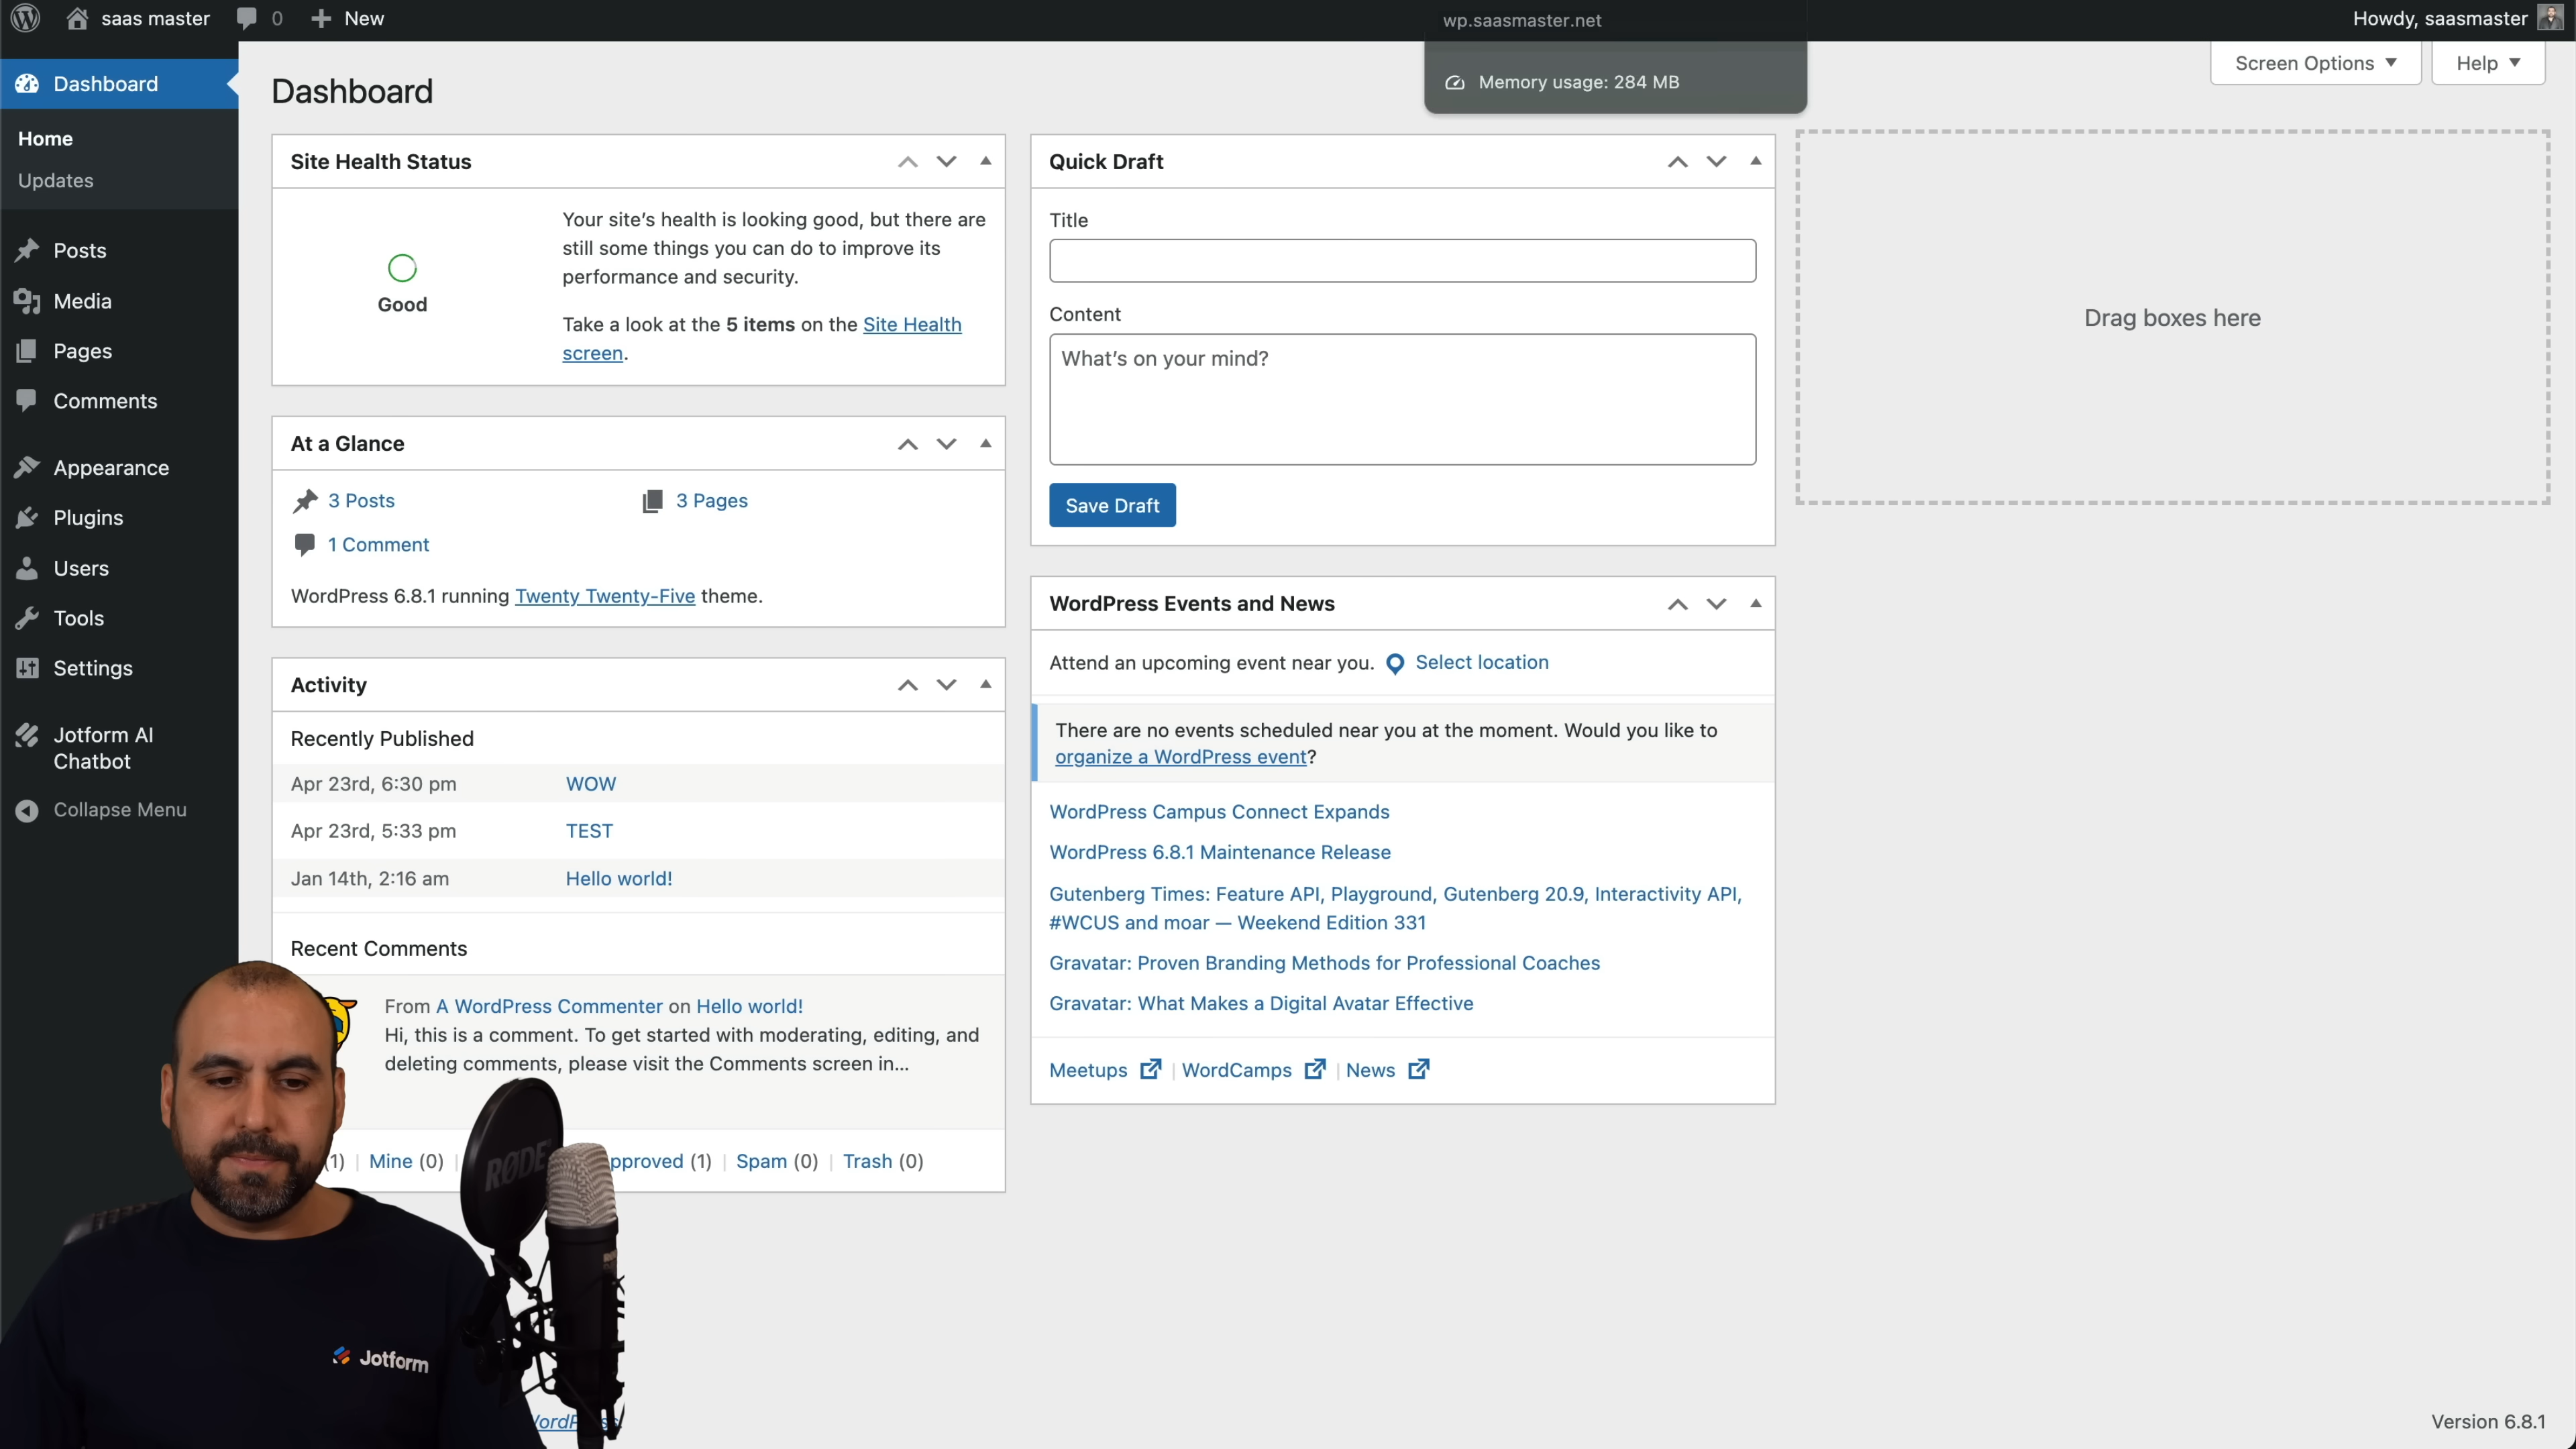 saas master
0
New
wp.saasmaster.net
Howdy, saasmaster
Memory usage: 284 MB
Screen Options
Help
Dashboard
Home
Updates
Posts
Media
Pages
Comments
Appearance
Plugins
Users
Tools
Settings
Jotform AI
Chatbot
Collapse Menu
Dashboard
Site Health Status
Good
Your site's health is looking good, but there are
still some things you can do to improve its
performance and security.
Take a look at the 5 items on the Site Health
screen.
At a Glance
3 Posts
3 Pages
1 Comment
WordPress 6.8.1 running Twenty Twenty-Five theme.
Activity
Recently Published
Apr 23rd, 6:30 pm WOW
Apr 23rd, 5:33 pm TEST
Jan 14th, 2:16 am Hello world!
Recent Comments
From A WordPress Commenter on Hello world!
Hi, this is a comment. To get started with moderating, editing, and
deleting comments, please visit the Comments screen in...
(1) | Mine (0) | pproved (1) | Spam (0) | Trash (0)
Quick Draft
Title
Content
What's on your mind?
Save Draft
WordPress Events and News
Attend an upcoming event near you. Select location
There are no events scheduled near you at the moment. Would you like to
organize a WordPress event?
WordPress Campus Connect Expands
WordPress 6.8.1 Maintenance Release
Gutenberg Times: Feature API, Playground, Gutenberg 20.9, Interactivity API,
#WCUS and moar — Weekend Edition 331
Gravatar: Proven Branding Methods for Professional Coaches
Gravatar: What Makes a Digital Avatar Effective
Meetups | WordCamps | News
Drag boxes here
RØDE
Jotform
Version 6.8.1